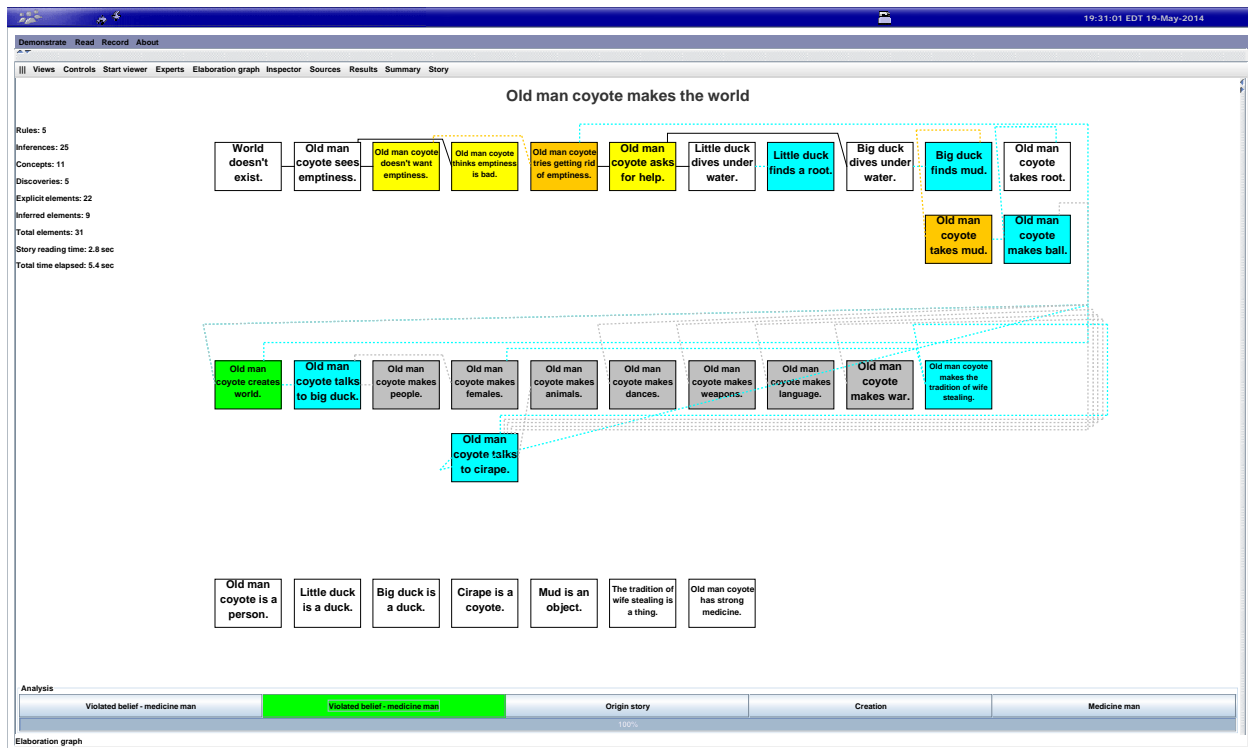 19:31:01 EDT 19-May-2014
Demonstrate Read Record About
||| Views Controls Start viewer Experts Elaboration graph Inspector Sources Results Summary Story
Old man coyote makes the world
Rules: 5
Inferences: 25
Concepts: 11
Discoveries: 5
Explicit elements: 22
Inferred elements: 9
Total elements: 31
Story reading time: 2.8 sec
Total time elapsed: 5.4 sec
World
doesn't
exist.
Old man
coyote sees
emptiness.
Old man coyote
doesn't want
emptiness.
Old man coyote
thinks emptiness
is bad.
Old man coyote
tries getting rid
of emptiness.
Old man
coyote asks
for help.
Little duck
dives under
water.
Little duck
finds a root.
Big duck
dives under
water.
Big duck
finds mud.
Old man
coyote
takes root.
Old man
coyote
takes mud.
Old man
coyote
makes ball.
Old man
coyote creates
world.
Old man
coyote talks
to big duck.
Old man
coyote makes
people.
Old man
coyote makes
females.
Old man
coyote makes
animals.
Old man
coyote makes
dances.
Old man
coyote makes
weapons.
Old man
coyote makes
language.
Old man
coyote
makes war.
Old man coyote
makes the
tradition of wife
stealing.
Old man
coyote talks
to cirape.
Old man
coyote is a
person.
Little duck
is a duck.
Big duck is
a duck.
Cirape is a
coyote.
Mud is an
object.
The tradition of
wife stealing is
a thing.
Old man coyote
has strong
medicine.
Analysis
Violated belief - medicine man
Violated belief - medicine man
Origin story
Creation
Medicine man
100%
Elaboration graph